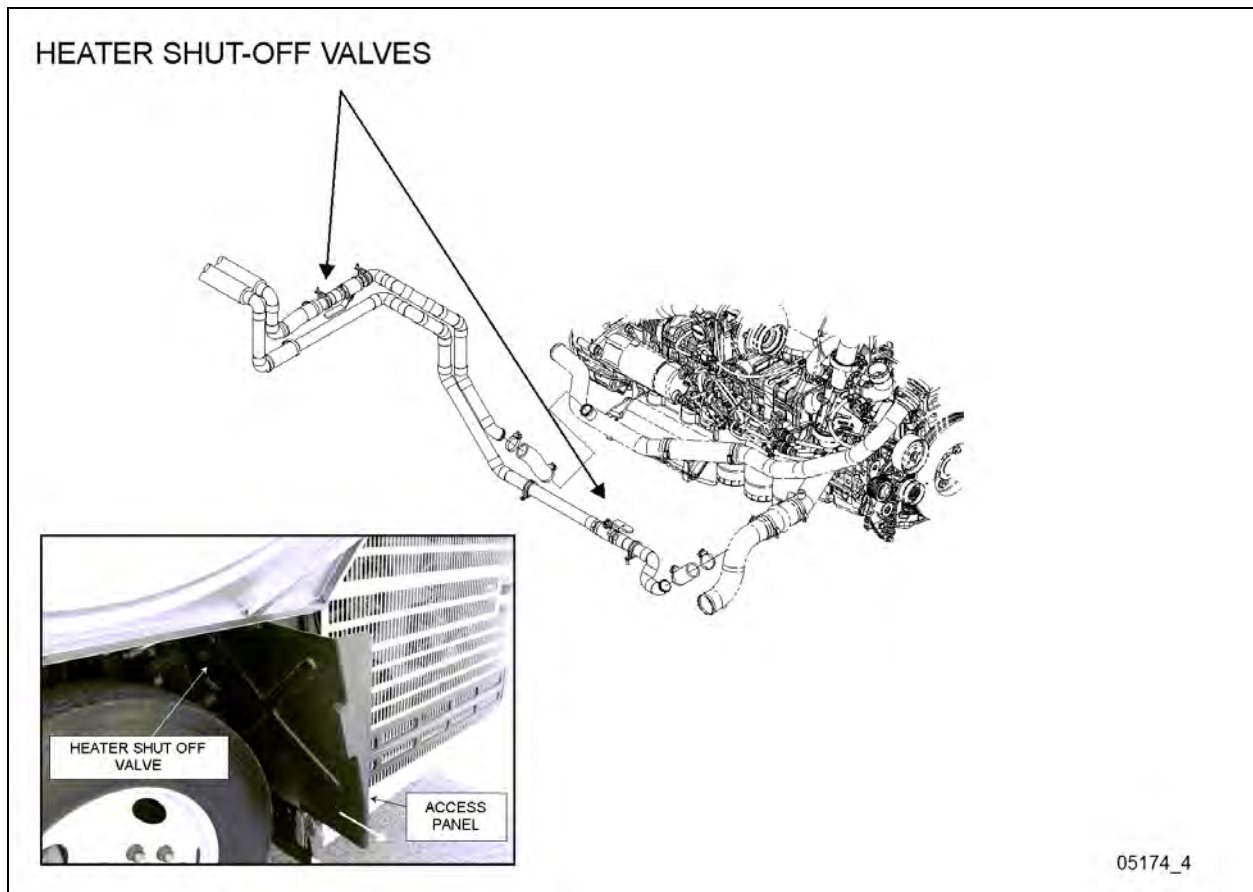 HEATER SHUT-OFF VALVES
HEATER SHUT OFF
VALVE
ACCESS
PANEL
05174_4